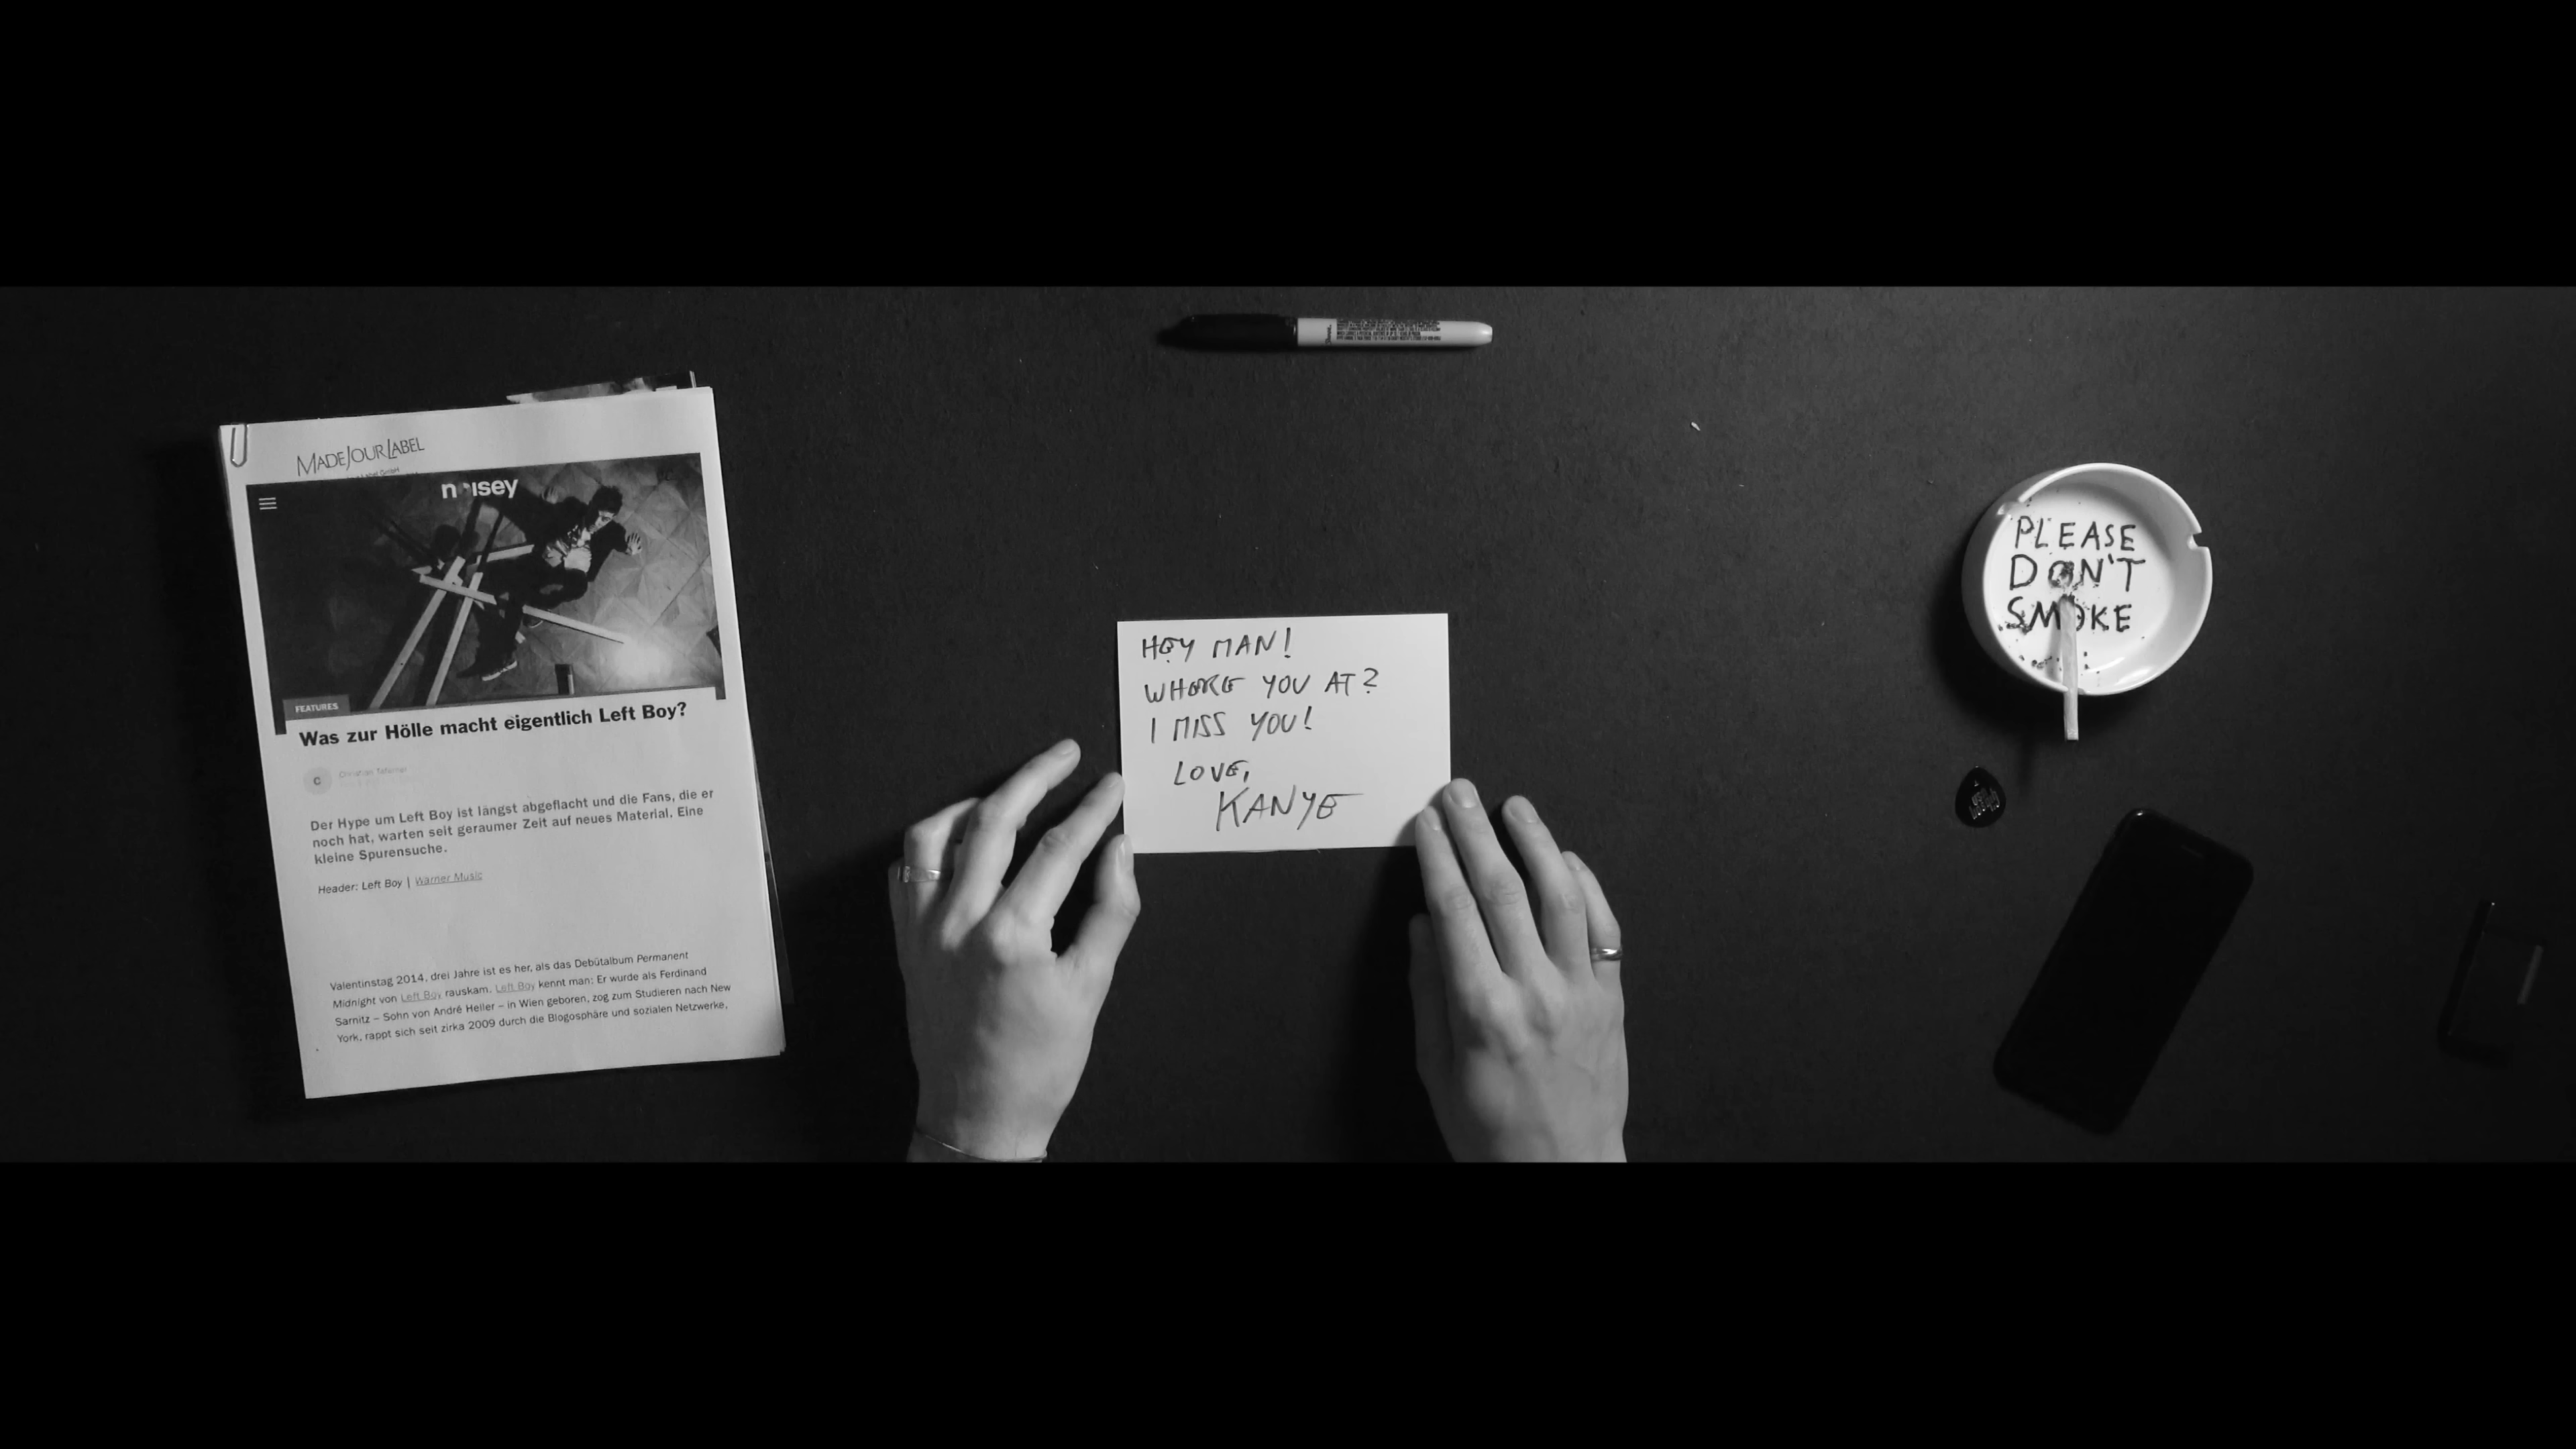 MADEJOURLABEL
Label GmbH
noisey
FEATURES
Was zur Hölle macht eigentlich Left Boy?
C
Der Hype um Left Boy ist längst abgeflacht und die Fans, die er
noch hat, warten seit geraumer Zeit auf neues Material. Eine
kleine Spurensuche.
Header: Left Boy | Warner Music
Valentinstag 2014, drei Jahre ist es her, als das Debütalbum Permanent
Midnight von Left Boy rauskam. Left Boy kennt man: Er wurde als Ferdinand
Sarnitz – Sohn von André Heller – in Wien geboren, zog zum Studieren nach New
York, rappt sich seit zirka 2009 durch die Blogosphäre und sozialen Netzwerke,
HEY MAN!
WHERE YOU AT?
I MISS YOU!
LOVE,
KANYE
PLEASE
DON'T
SMOKE